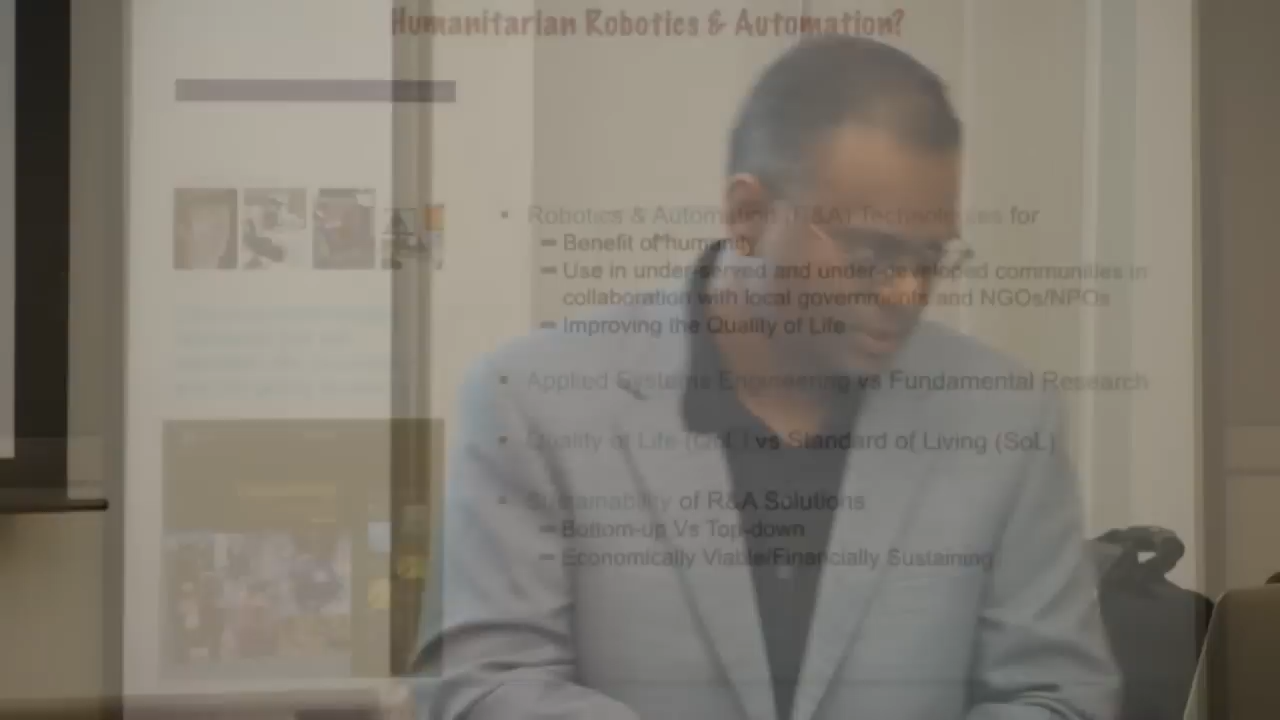 Humanitarian Robotics & Automation?
▪ Robotics & Automation (R&A) Technologies for
– Benefit of humanity
– Use in under-served and under-developed communities in
collaboration with local governments and NGOs/NPOs
– Improving the Quality of Life
▪ Applied Systems Engineering vs Fundamental Research
▪ Quality of Life (QoL) vs Standard of Living (SoL)
▪ Sustainability of R&A Solutions
– Bottom-up Vs Top-down
– Economically Viable/Financially Sustaining